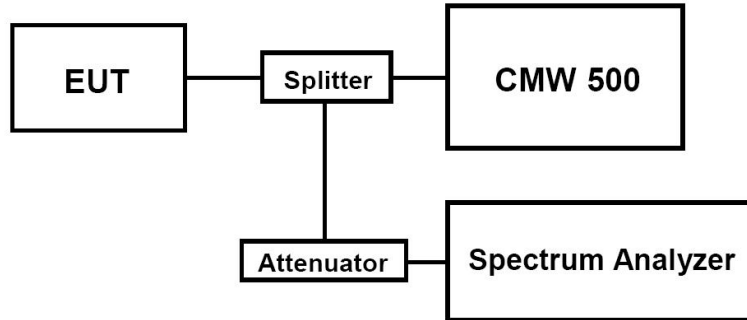 EUT
Splitter
CMW 500
Attenuator
Spectrum Analyzer